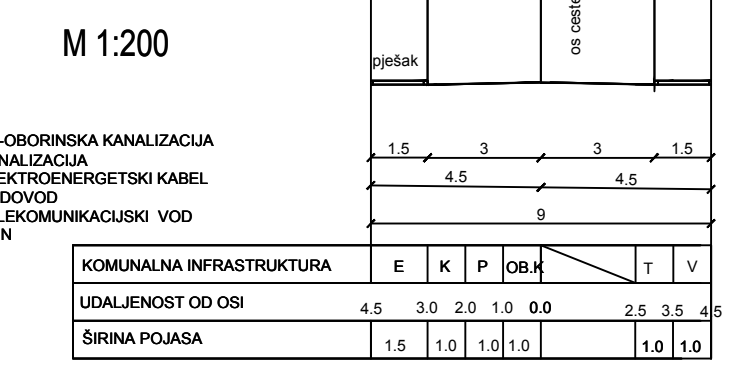 M 1:200
os ceste
pješak
-OBORINSKA KANALIZACIJA
NALIZACIJA
EKTROENERGETSKI KABEL
DOVOD
LEKOMUNIKACIJSKI VOD
N
1.5 3 3 1.5
4.5 4.5
9
KOMUNALNA INFRASTRUKTURA E K P OB.K T V
UDALJENOST OD OSI 4.5 3.0 2.0 1.0 0.0 2.5 3.5 4.5
ŠIRINA POJASA 1.5 1.0 1.0 1.0 1.0 1.0